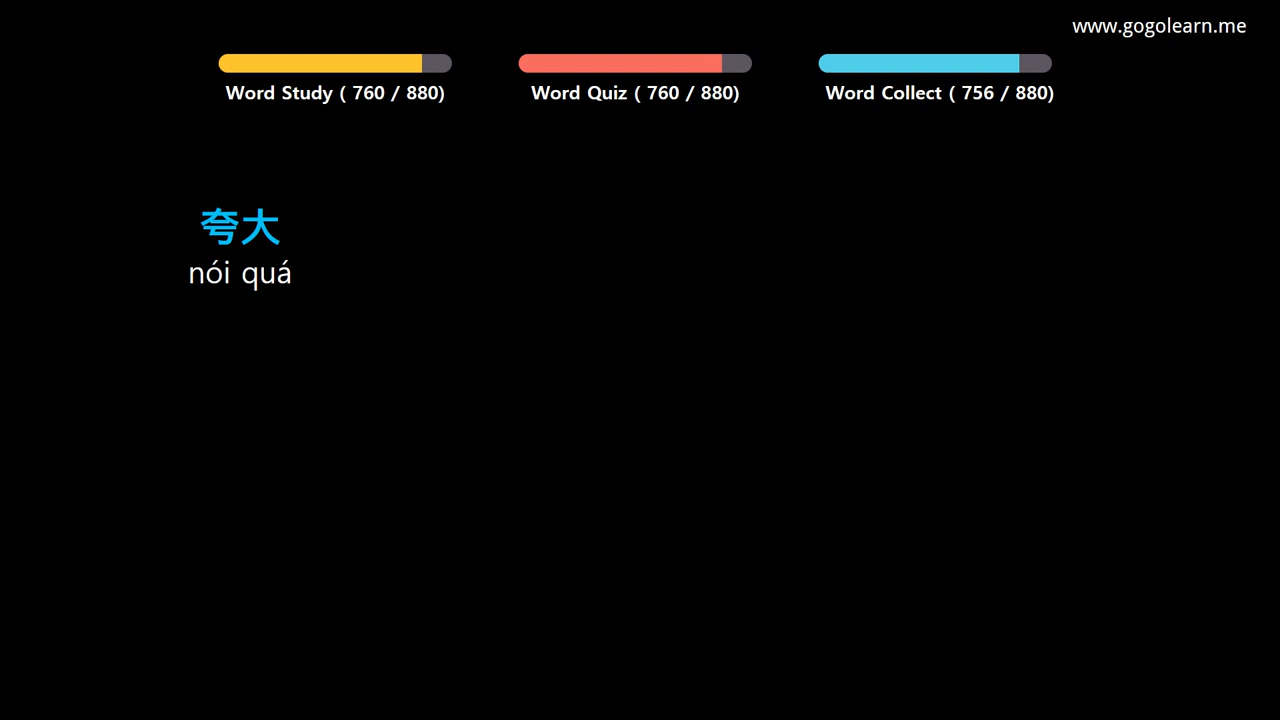 www.gogolearn.me
Word Study ( 760 / 880)
Word Quiz ( 760 / 880)
Word Collect ( 756 / 880)
夸大
nói quá